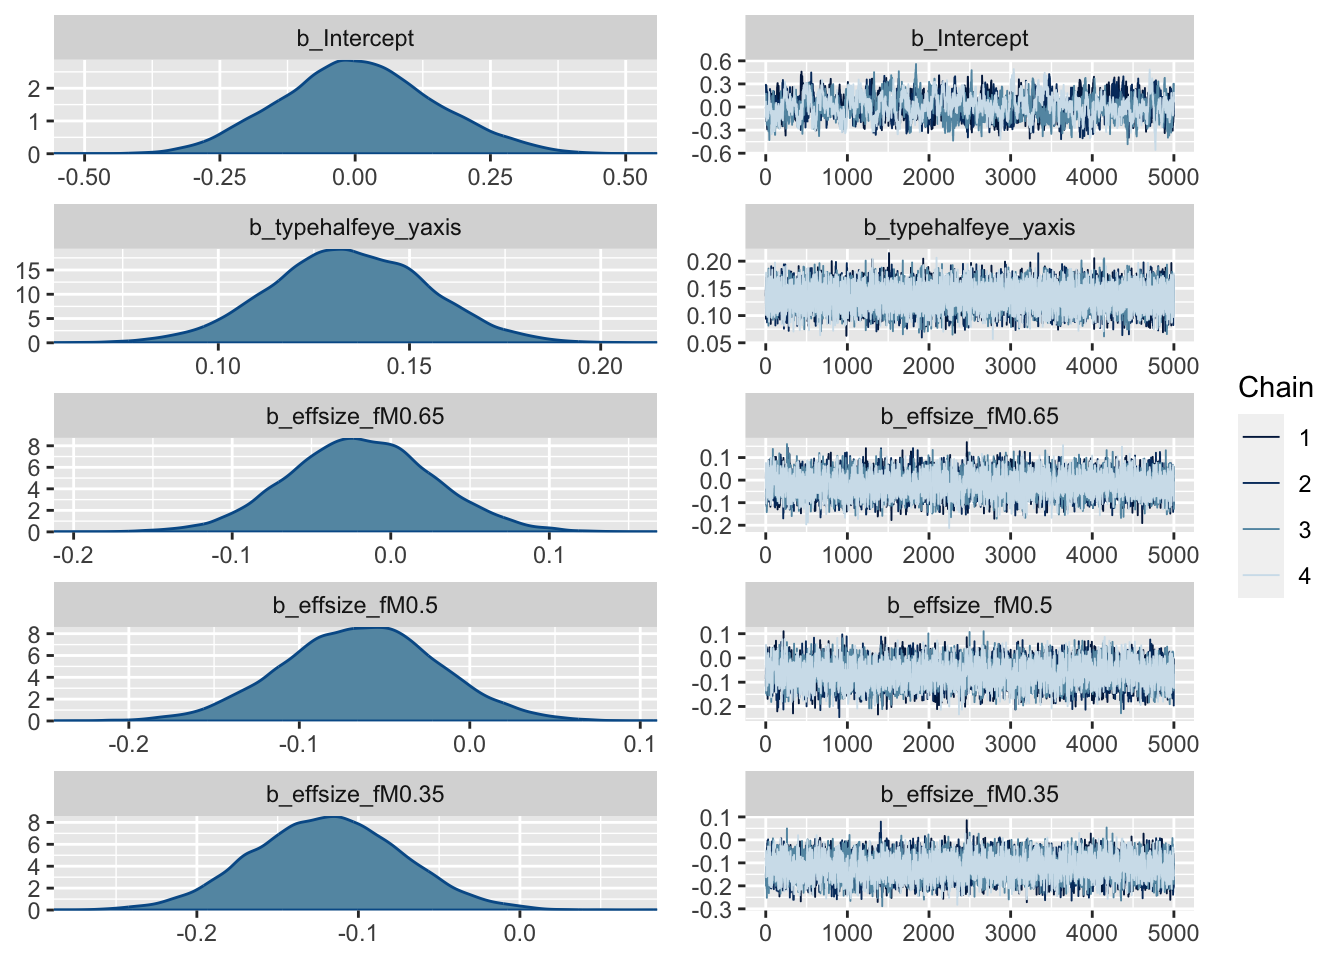 b_Intercept
2
1
0
-0.50 -0.25 0.00 0.25 0.50
b_Intercept
0.6
0.3
0.0
-0.3
-0.6
0 1000 2000 3000 4000 5000
b_typehalfeye_yaxis
15
10
5
0
0.10 0.15 0.20
b_typehalfeye_yaxis
0.20
0.15
0.10
0.05
0 1000 2000 3000 4000 5000
b_effsize_fM0.65
8
6
4
2
0
-0.2 -0.1 0.0 0.1
b_effsize_fM0.65
0.1
0.0
-0.1
-0.2
0 1000 2000 3000 4000 5000
b_effsize_fM0.5
8
6
4
2
0
-0.2 -0.1 0.0 0.1
b_effsize_fM0.5
0.1
0.0
-0.1
-0.2
0 1000 2000 3000 4000 5000
b_effsize_fM0.35
8
6
4
2
0
-0.2 -0.1 0.0
b_effsize_fM0.35
0.1
0.0
-0.1
-0.2
-0.3
0 1000 2000 3000 4000 5000
Chain
1
2
3
4